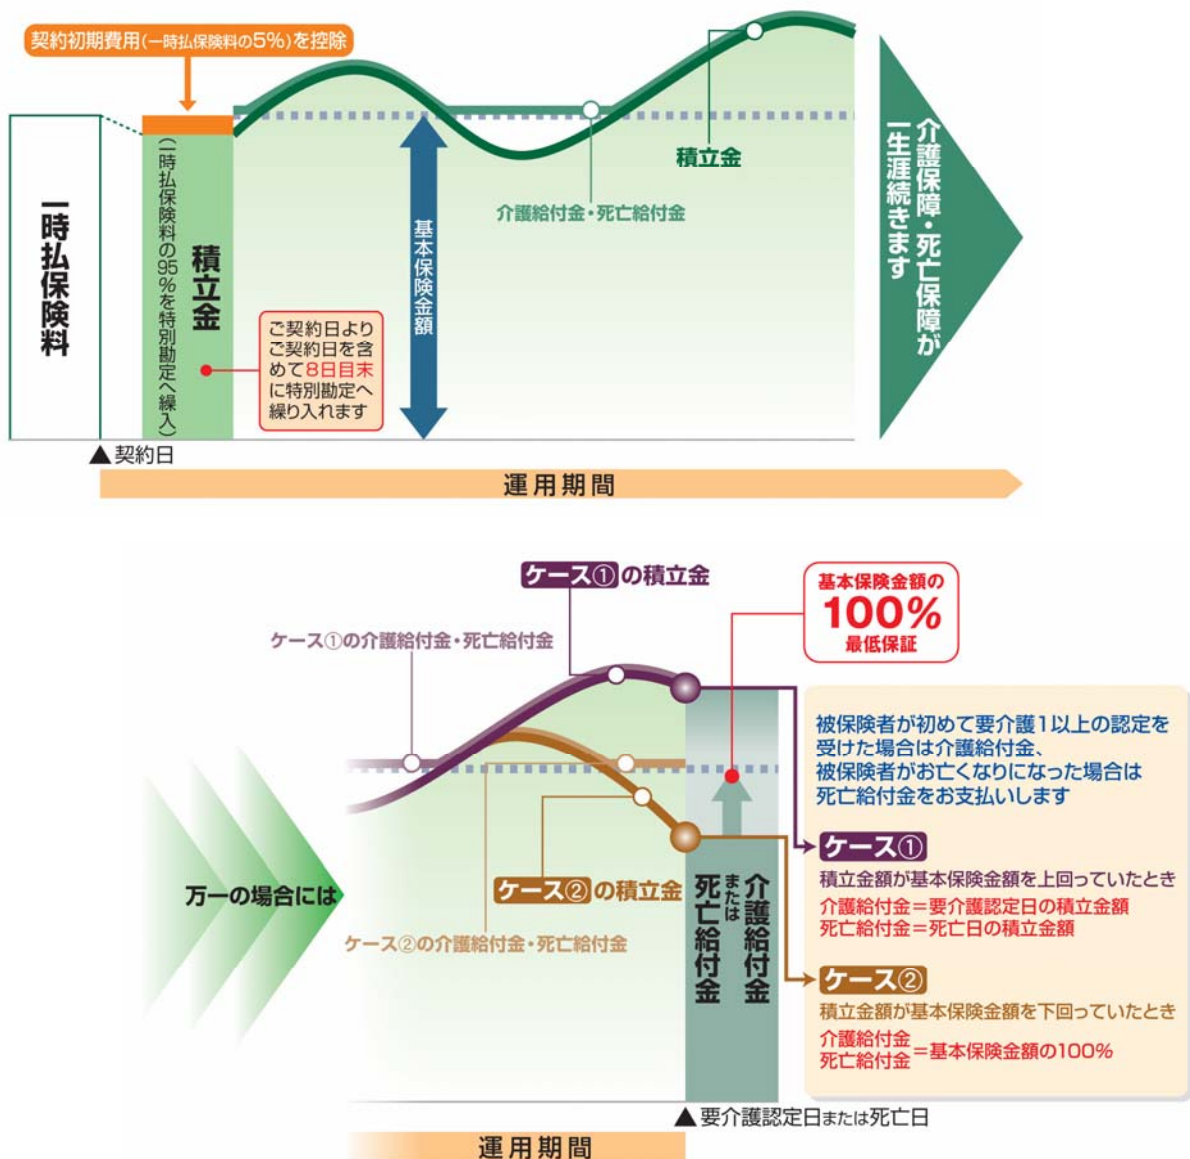 契約初期費用(一時払保険料の5%)を控除
一時払保険料
積立金
(一時払保険料の95%を特別勘定へ繰入)
ご契約日より
ご契約日を含
めて8日目末
に特別勘定へ
繰り入れます
基本保険金額
介護給付金・死亡給付金
積立金
介護保障・死亡保障が
一生涯続きます
▲契約日
運用期間
ケース①の積立金
基本保険金額の
100%
最低保証
ケース①の介護給付金・死亡給付金
万一の場合には
ケース②の積立金
ケース②の介護給付金・死亡給付金
介護給付金
または
死亡給付金
被保険者が初めて要介護1以上の認定を
受けた場合は介護給付金、
被保険者がお亡くなりになった場合は
死亡給付金をお支払いします
ケース①
積立金額が基本保険金額を上回っていたとき
介護給付金=要介護認定日の積立金額
死亡給付金=死亡日の積立金額
ケース②
積立金額が基本保険金額を下回っていたとき
介護給付金
死亡給付金=基本保険金額の100%
▲要介護認定日または死亡日
運用期間